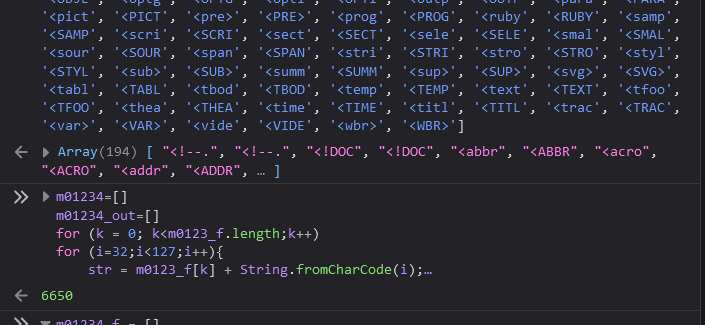 '<pict', '<PICT', '<pre>', '<PRE>', '<prog', '<PROG', '<ruby', '<RUBY', '<samp',
'<SAMP', '<scri', '<SCRI', '<sect', '<SECT', '<sele', '<SELE', '<smal', '<SMAL',
'<sour', '<SOUR', '<span', '<SPAN', '<stri', '<STRI', '<stro', '<STRO', '<styl',
'<STYL', '<sub>', '<SUB>', '<summ', '<SUMM', '<sup>', '<SUP>', '<svg>', '<SVG>',
'<tabl', '<TABL', '<tbod', '<TBOD', '<temp', '<TEMP', '<text', '<TEXT', '<tfoo',
'<TFOO', '<thea', '<THEA', '<time', '<TIME', '<titl', '<TITL', '<trac', '<TRAC',
'<var>', '<VAR>', '<vide', '<VIDE', '<wbr>', '<WBR>']
Array(194) [ "<!--.", "<!--.", "<!DOC", "<!DOC", "<abbr", "<ABBR", "<acro",
"<ACRO", "<addr", "<ADDR", … ]
m01234=[]
m01234_out=[]
for (k = 0; k<m0123_f.length;k++)
for (i=32;i<127;i++){
str = m0123_f[k] + String.fromCharCode(i);…
6650
m01234_f = []